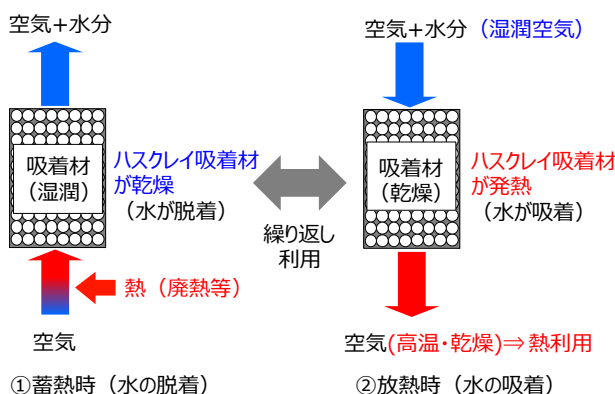 空気+水分
吸着材
（湿潤）
ハスクレイ吸着材
が乾燥
（水が脱着）
熱（廃熱等）
空気
①蓄熱時（水の脱着）
繰り返し
利用
空気+水分（湿潤空気）
吸着材
（乾燥）
ハスクレイ吸着材
が発熱
（水が吸着）
空気(高温・乾燥)⇒熱利用
②放熱時（水の吸着）